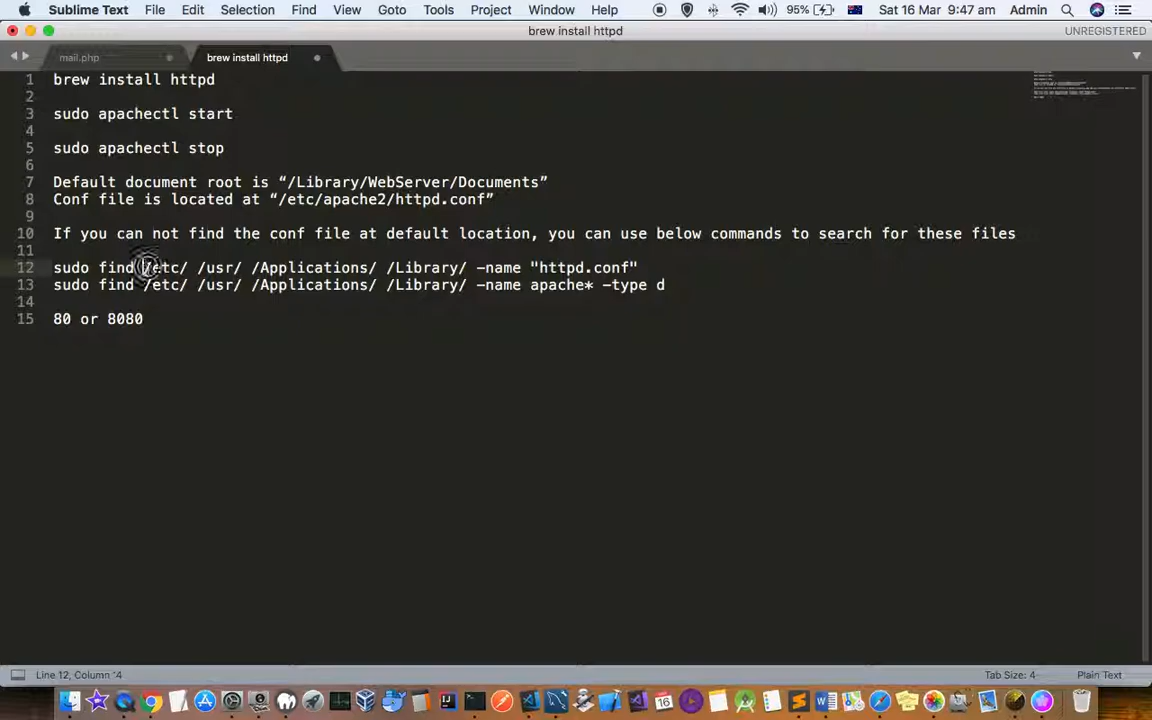 Sublime Text File Edit Selection Find View Goto Tools Project Window Help 95% Sat 16 Mar 9:47 am Admin
brew install httpd UNREGISTERED
mail.php brew install httpd
1 brew install httpd
2
3 sudo apachectl start
4
5 sudo apachectl stop
6
7 Default document root is “/Library/WebServer/Documents”
8 Conf file is located at “/etc/apache2/httpd.conf”
9
10 If you can not find the conf file at default location, you can use below commands to search for these files
11
12 sudo find /etc/ /usr/ /Applications/ /Library/ -name "httpd.conf"
13 sudo find /etc/ /usr/ /Applications/ /Library/ -name apache* -type d
14
15 80 or 8080
Line 12, Column Tab Size: 4 Plain Text
16